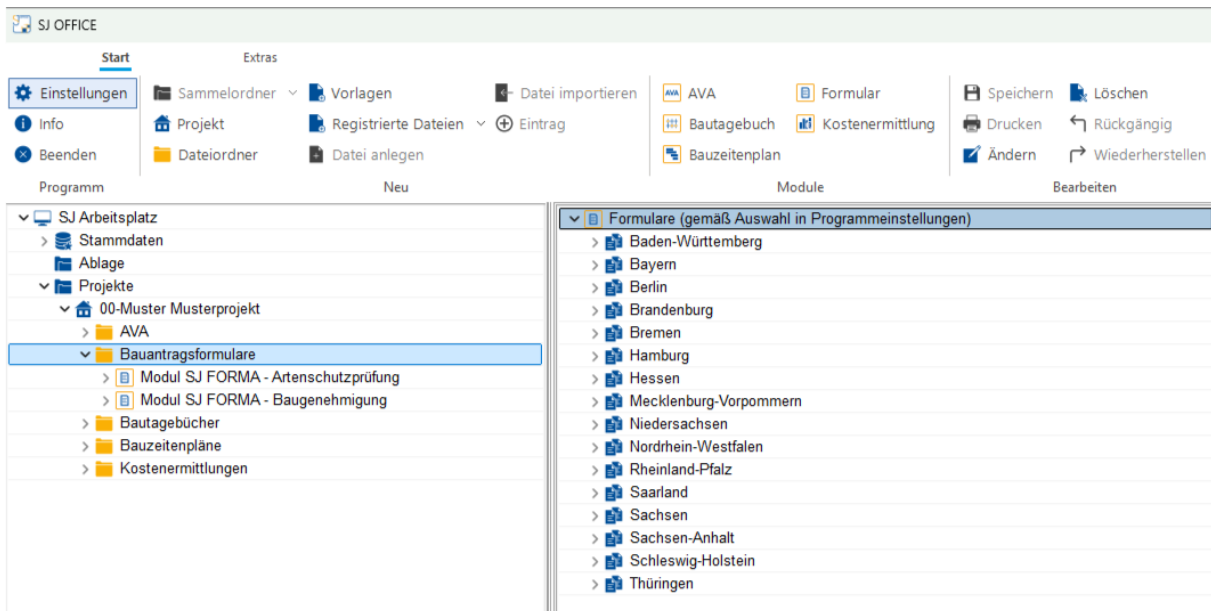 SJ OFFICE
Start Extras
Einstellungen Sammelordner Vorlagen Datei importieren AVA Formular Speichern Löschen
Info Projekt Registrierte Dateien Eintrag Bautagebuch Kostenermittlung Drucken Rückgängig
Beenden Dateiordner Datei anlegen Bauzeitenplan Ändern Wiederherstellen
Programm Neu Module Bearbeiten
SJ Arbeitsplatz
Stammdaten
Ablage
Projekte
00-Muster Musterprojekt
AVA
Bauantragsformulare
Modul SJ FORMA - Artenschutzprüfung
Modul SJ FORMA - Baugenehmigung
Bautagebücher
Bauzeitenpläne
Kostenermittlungen
Formulare (gemäß Auswahl in Programmeinstellungen)
Baden-Württemberg
Bayern
Berlin
Brandenburg
Bremen
Hamburg
Hessen
Mecklenburg-Vorpommern
Niedersachsen
Nordrhein-Westfalen
Rheinland-Pfalz
Saarland
Sachsen
Sachsen-Anhalt
Schleswig-Holstein
Thüringen